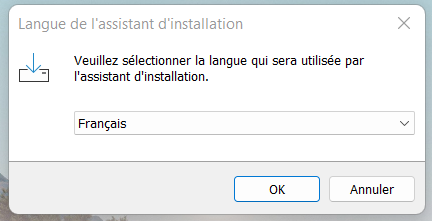 Langue de l'assistant d'installation
Veuillez sélectionner la langue qui sera utilisée par
l'assistant d'installation.
Français
OK
Annuler